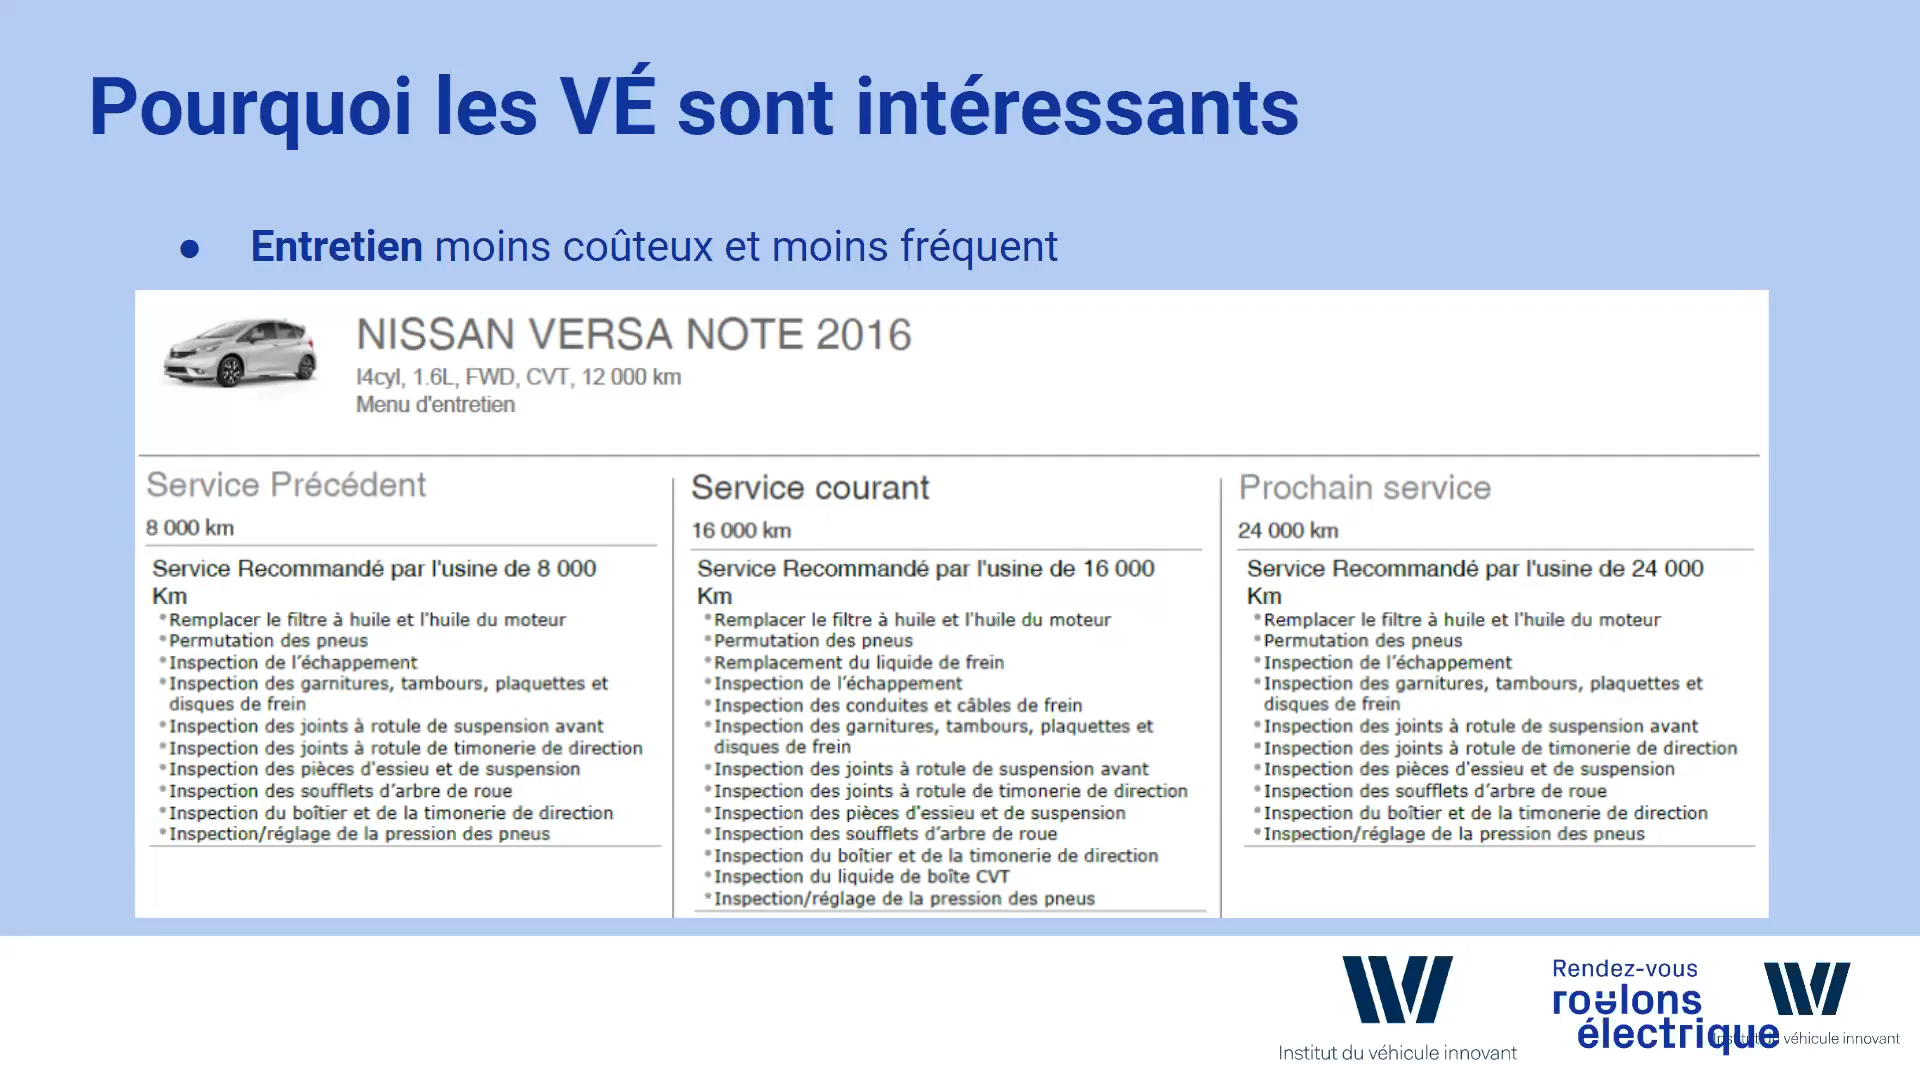 Pourquoi les VÉ sont intéressants
● Entretien moins coûteux et moins fréquent
NISSAN VERSA NOTE 2016
I4cyl, 1.6L, FWD, CVT, 12 000 km
Menu d'entretien
Service Précédent
8 000 km
Service Recommandé par l'usine de 8 000
Km
*Remplacer le filtre à huile et l'huile du moteur
*Permutation des pneus
*Inspection de l'échappement
*Inspection des garnitures, tambours, plaquettes et
disques de frein
*Inspection des joints à rotule de suspension avant
*Inspection des joints à rotule de timonerie de direction
*Inspection des pièces d'essieu et de suspension
*Inspection des soufflets d'arbre de roue
*Inspection du boîtier et de la timonerie de direction
*Inspection/réglage de la pression des pneus
Service courant
16 000 km
Service Recommandé par l'usine de 16 000
Km
*Remplacer le filtre à huile et l'huile du moteur
*Permutation des pneus
*Remplacement du liquide de frein
*Inspection de l'échappement
*Inspection des conduites et câbles de frein
*Inspection des garnitures, tambours, plaquettes et
disques de frein
*Inspection des joints à rotule de suspension avant
*Inspection des joints à rotule de timonerie de direction
*Inspection des pièces d'essieu et de suspension
*Inspection des soufflets d'arbre de roue
*Inspection du boîtier et de la timonerie de direction
*Inspection du liquide de boîte CVT
*Inspection/réglage de la pression des pneus
Prochain service
24 000 km
Service Recommandé par l'usine de 24 000
Km
*Remplacer le filtre à huile et l'huile du moteur
*Permutation des pneus
*Inspection de l'échappement
*Inspection des garnitures, tambours, plaquettes et
disques de frein
*Inspection des joints à rotule de suspension avant
*Inspection des joints à rotule de timonerie de direction
*Inspection des pièces d'essieu et de suspension
*Inspection des soufflets d'arbre de roue
*Inspection du boîtier et de la timonerie de direction
*Inspection/réglage de la pression des pneus
Institut du véhicule innovant
Rendez-vous
roulons
électrique
Institut du véhicule innovant